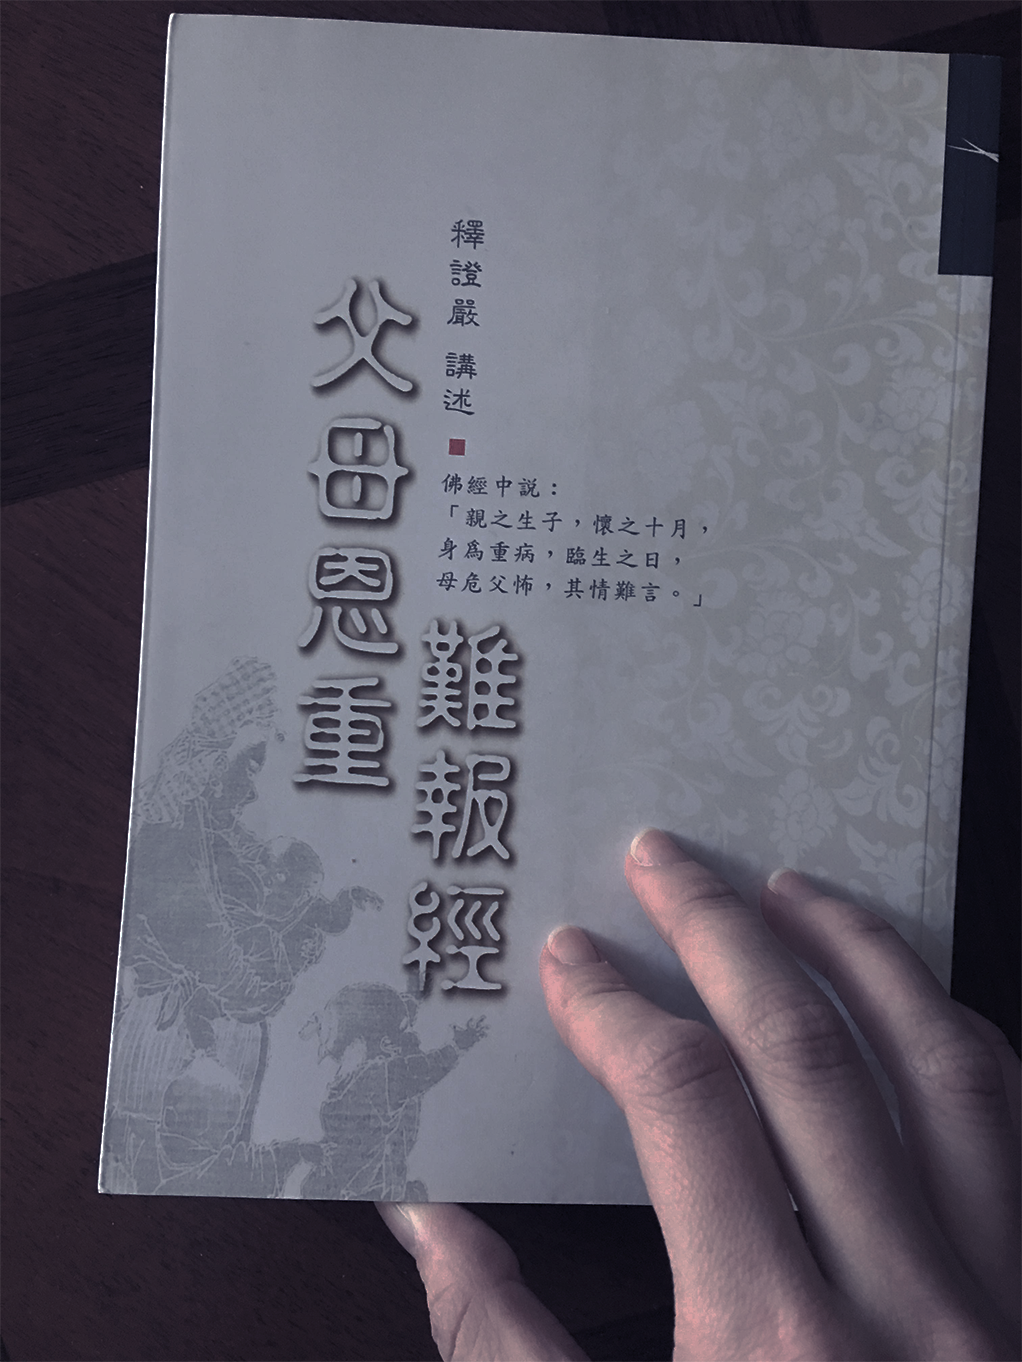 父母恩重
難報經
釋證嚴 講述
佛經中說：
「親之生子，懷之十月，
身為重病，臨生之日，
母危父怖，其情難言。」